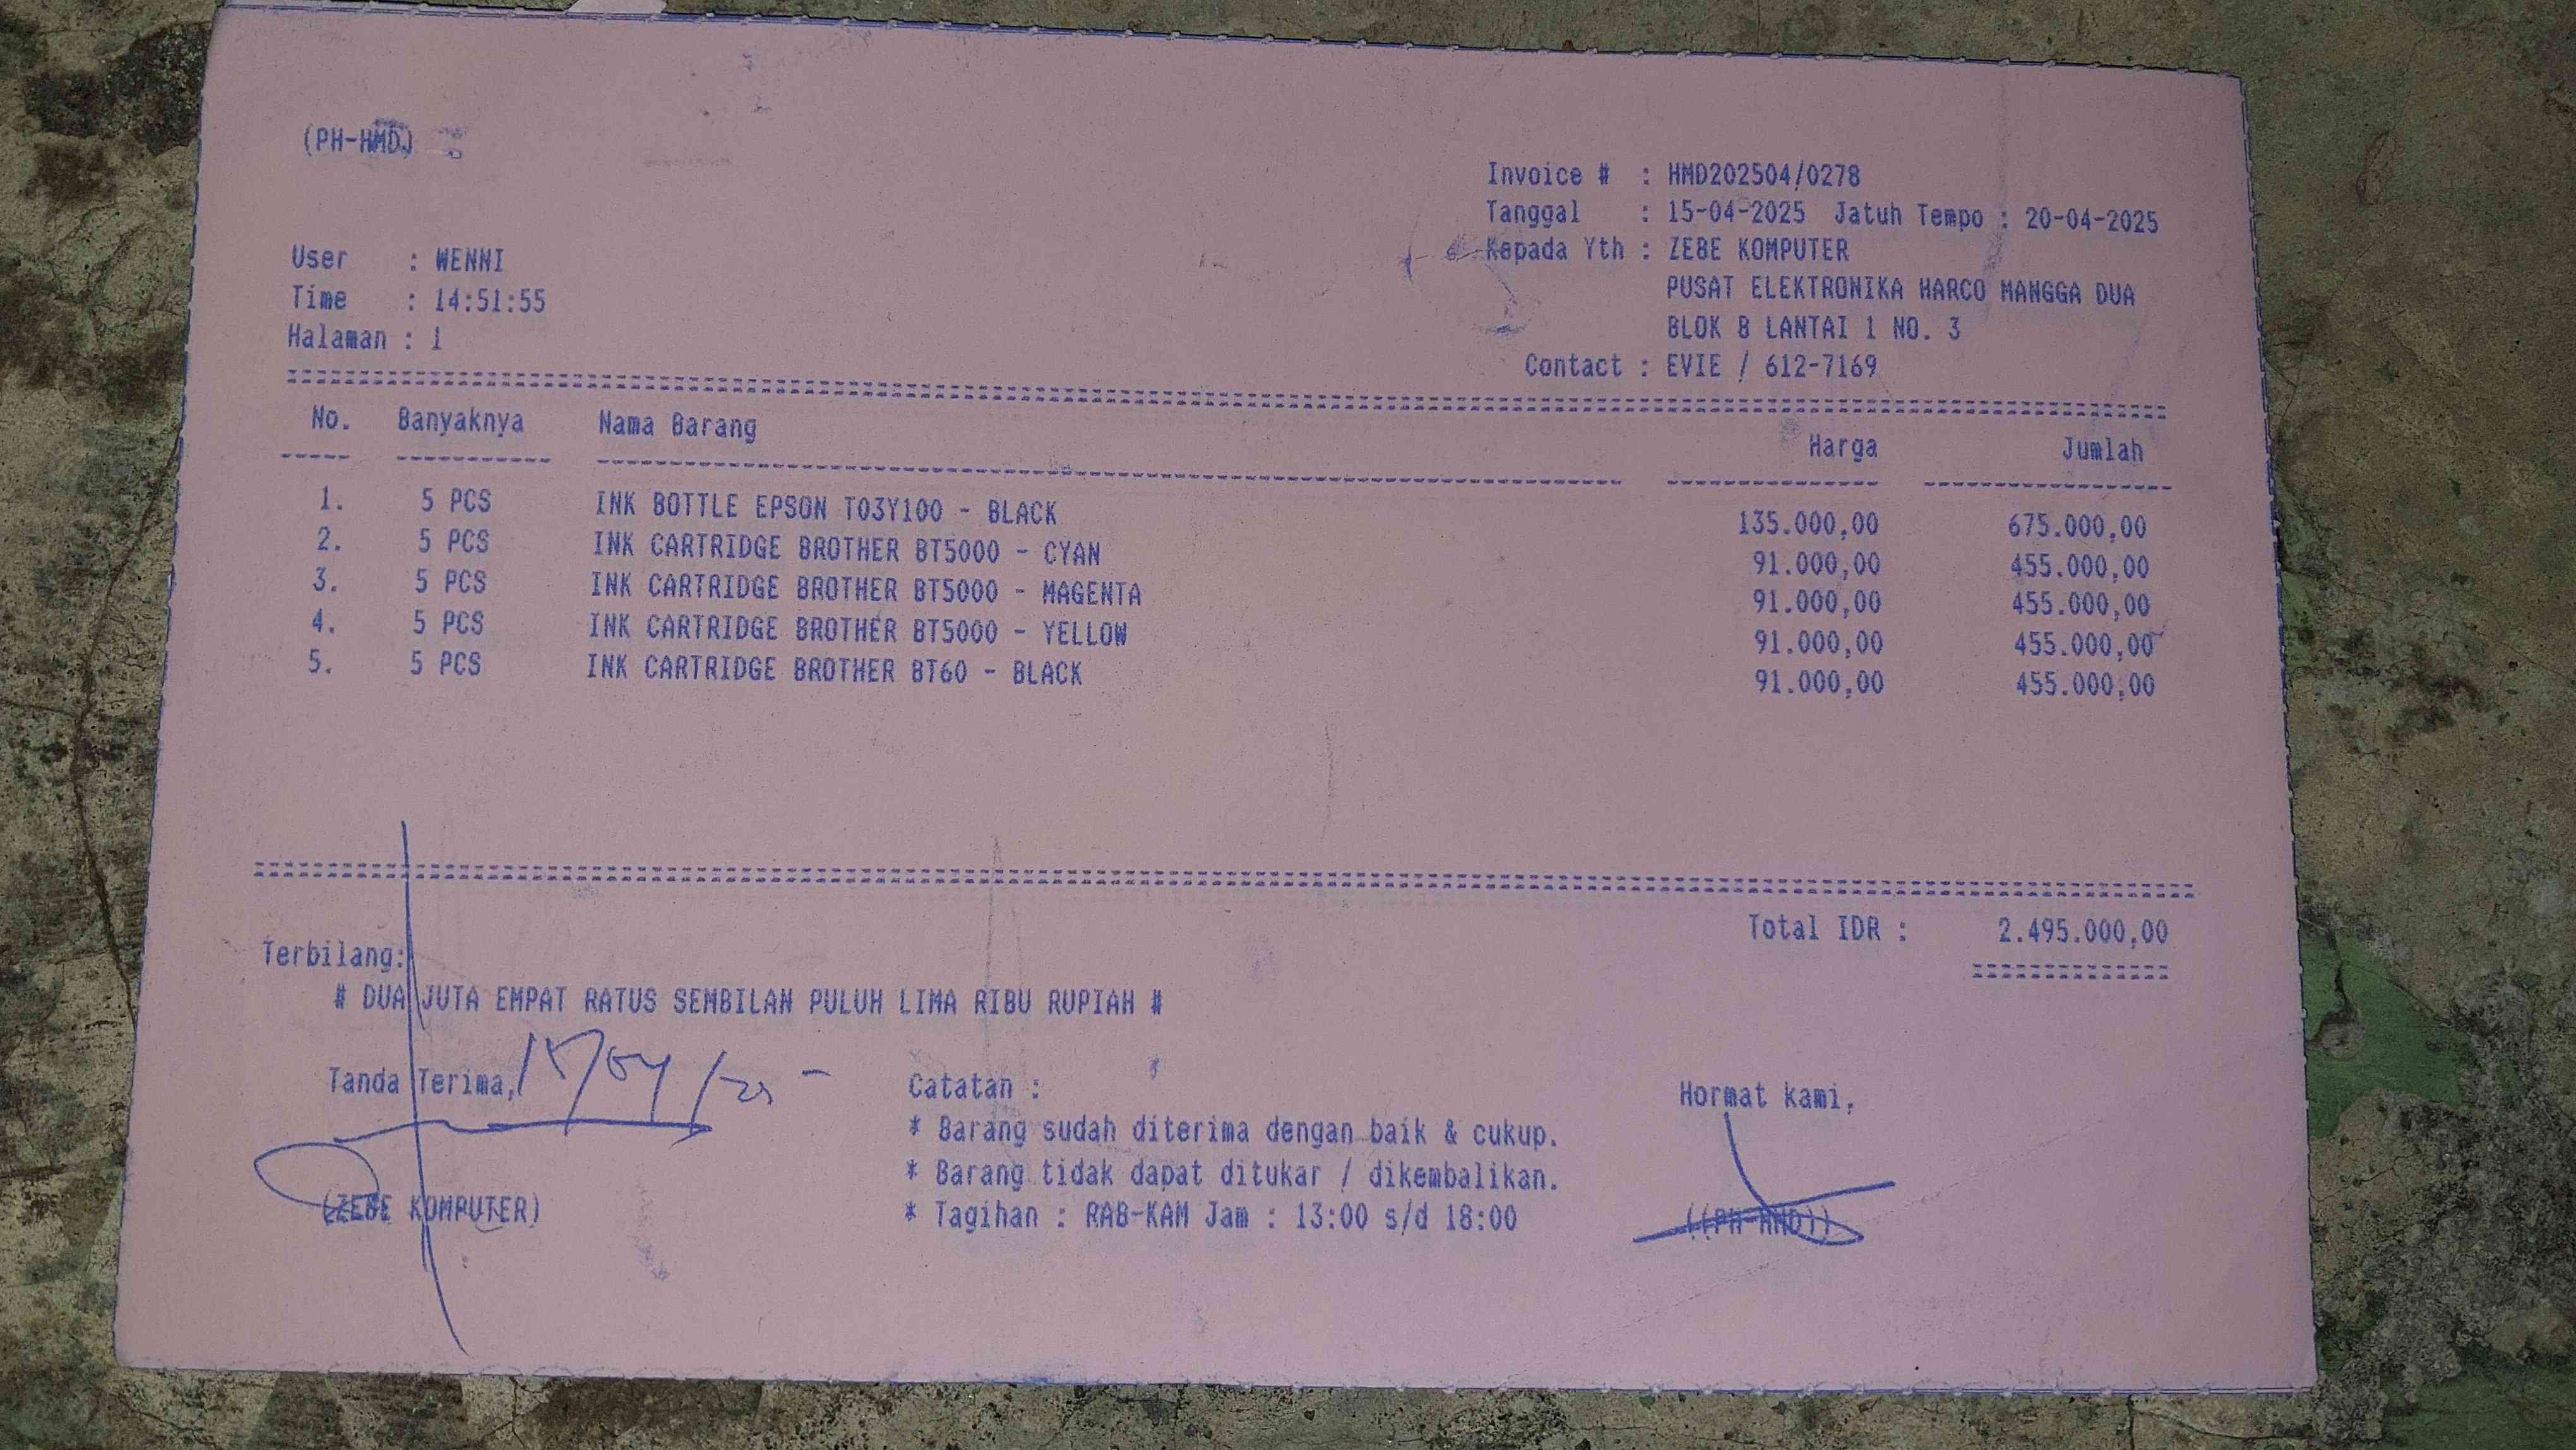 (PH-HMD)
Invoice # : HMD202504/0278
Tanggal : 15-04-2025 Jatuh Tempo : 20-04-2025
User : WENNI
Kepada Yth : ZEBE KOMPUTER
Time : 14:51:55
PUSAT ELEKTRONIKA HARCO MANGGA DUA
Halaman : 1
BLOK B LANTAI 1 NO. 3
Contact : EVIE / 612-7169
No. Banyaknya Nama Barang Harga Jumlah
1. 5 PCS INK BOTTLE EPSON T03Y100 - BLACK 135.000,00 675.000,00
2. 5 PCS INK CARTRIDGE BROTHER BT5000 - CYAN 91.000,00 455.000,00
3. 5 PCS INK CARTRIDGE BROTHER BT5000 - MAGENTA 91.000,00 455.000,00
4. 5 PCS INK CARTRIDGE BROTHER BT5000 - YELLOW 91.000,00 455.000,00
5. 5 PCS INK CARTRIDGE BROTHER BT60 - BLACK 91.000,00 455.000,00
Total IDR : 2.495.000,00
Terbilang:
# DUA JUTA EMPAT RATUS SEMBILAN PULUH LIMA RIBU RUPIAH #
Tanda Terima, 15/04/25
Catatan :
Hormat kami,
* Barang sudah diterima dengan baik & cukup.
* Barang tidak dapat ditukar / dikembalikan.
* Tagihan : RAB-KAM Jam : 13:00 s/d 18:00
(ZEBE KOMPUTER)
((PH-HMD))